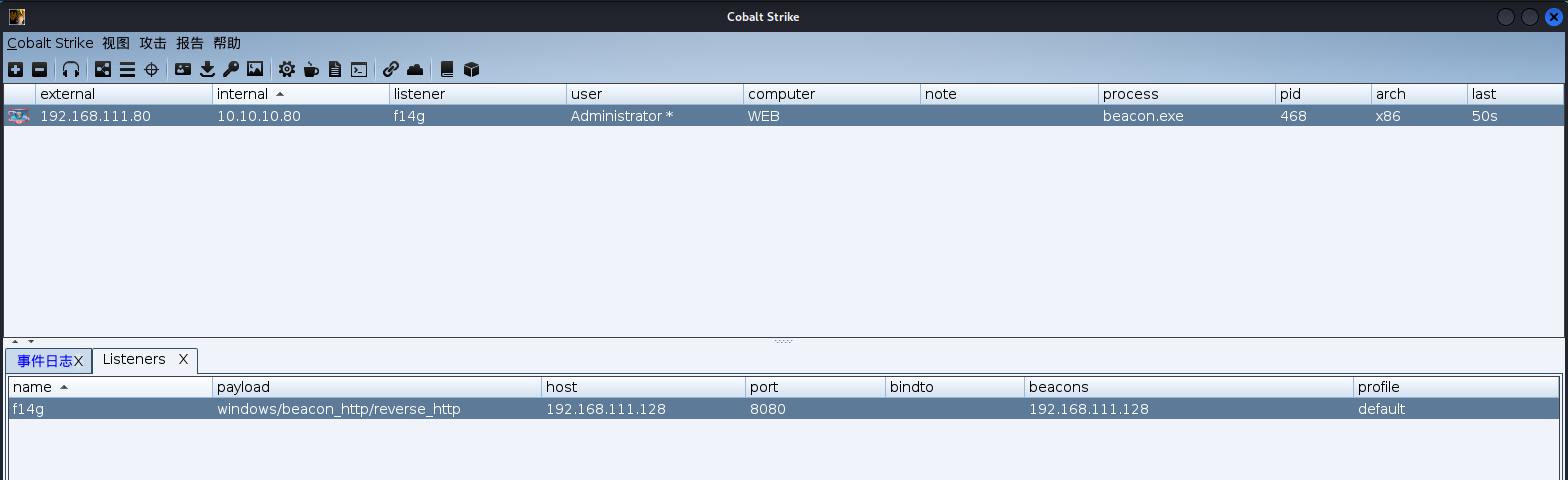 Cobalt Strike
Cobalt Strike 视图 攻击 报告 帮助
external internal listener user computer note process pid arch last
192.168.111.80 10.10.10.80 f14g Administrator * WEB beacon.exe 468 x86 50s
事件日志X Listeners X
name payload host port bindto beacons profile
f14g windows/beacon_http/reverse_http 192.168.111.128 8080 192.168.111.128 default